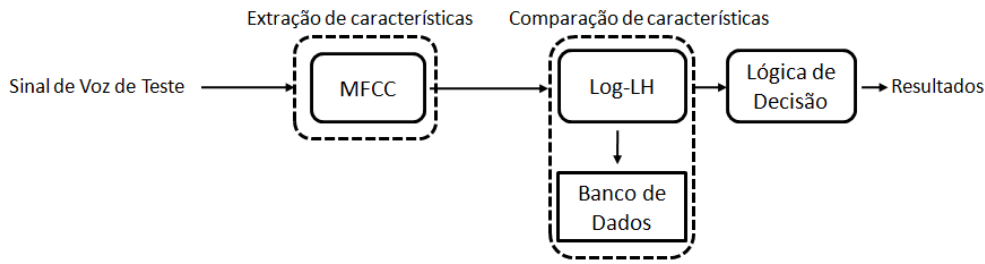 Extração de características
Comparação de características
Sinal de Voz de Teste
MFCC
Log-LH
Lógica de
Decisão
Resultados
Banco de
Dados